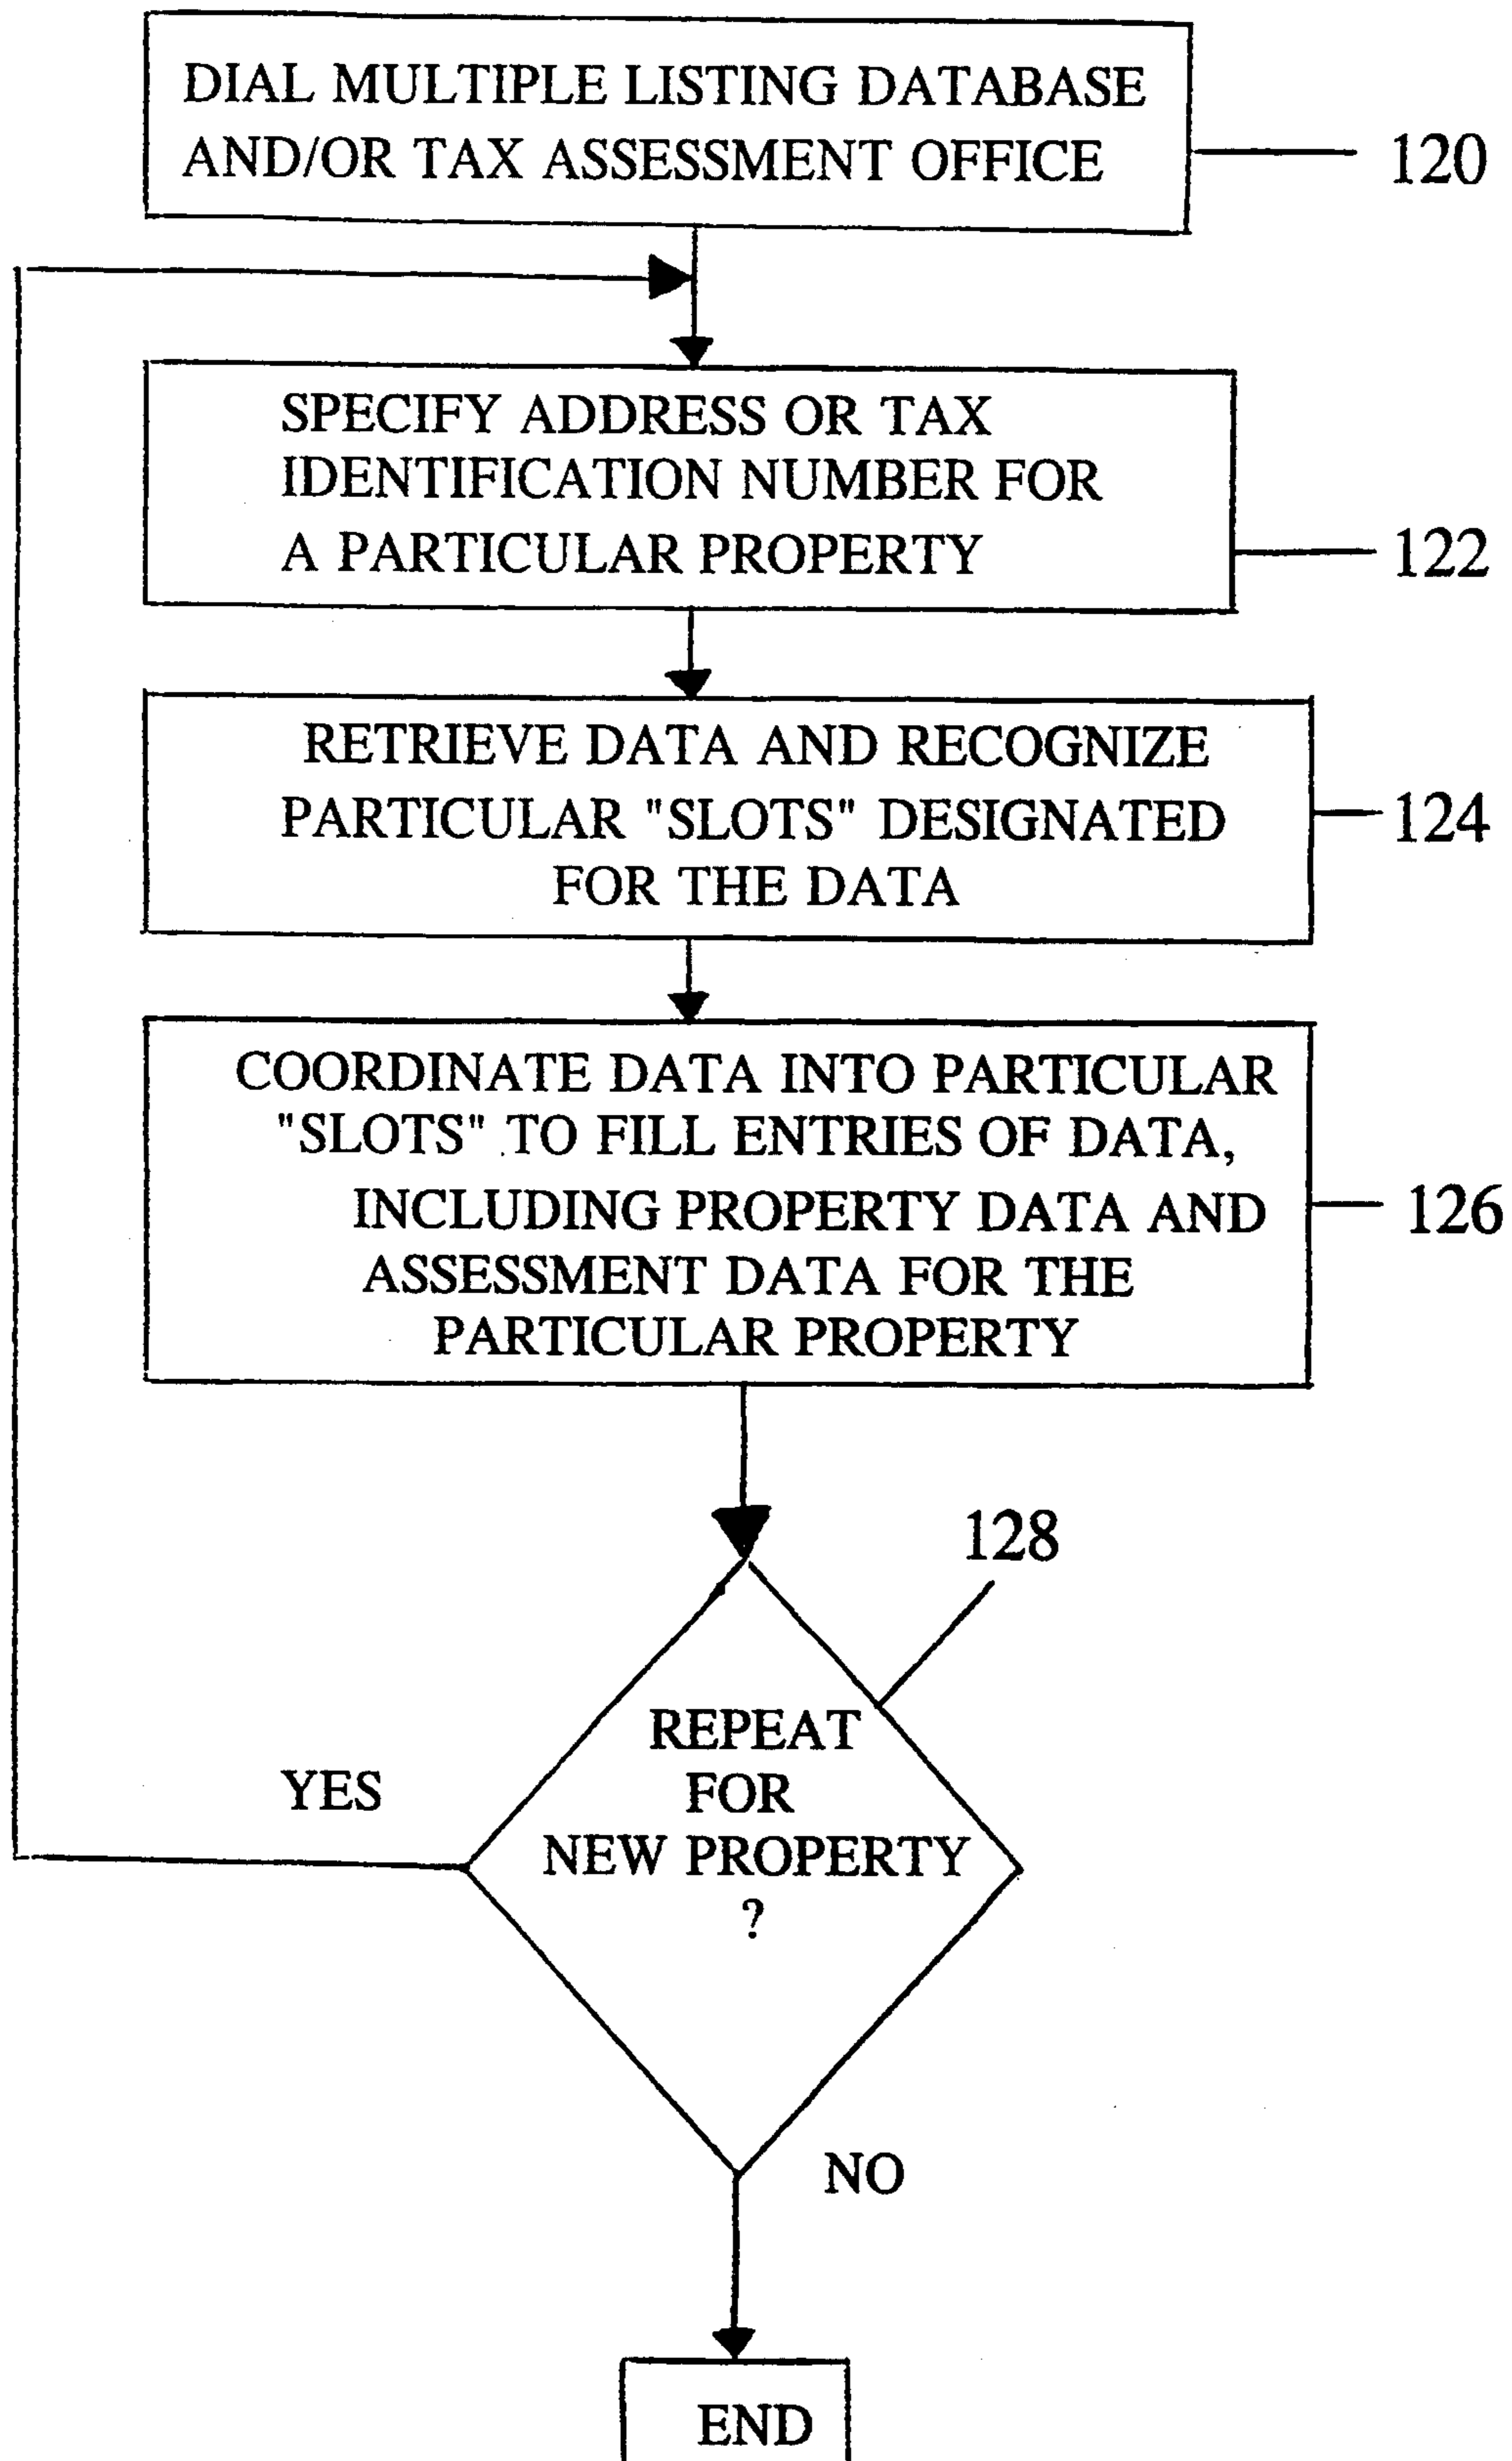 DIAL MULTIPLE LISTING DATABASE
AND/OR TAX ASSESSMENT OFFICE
120
SPECIFY ADDRESS OR TAX
IDENTIFICATION NUMBER FOR
A PARTICULAR PROPERTY
122
RETRIEVE DATA AND RECOGNIZE
PARTICULAR "SLOTS" DESIGNATED
FOR THE DATA
124
COORDINATE DATA INTO PARTICULAR
"SLOTS" TO FILL ENTRIES OF DATA,
INCLUDING PROPERTY DATA AND
ASSESSMENT DATA FOR THE
PARTICULAR PROPERTY
126
128
REPEAT
FOR
NEW PROPERTY
?
YES
NO
END